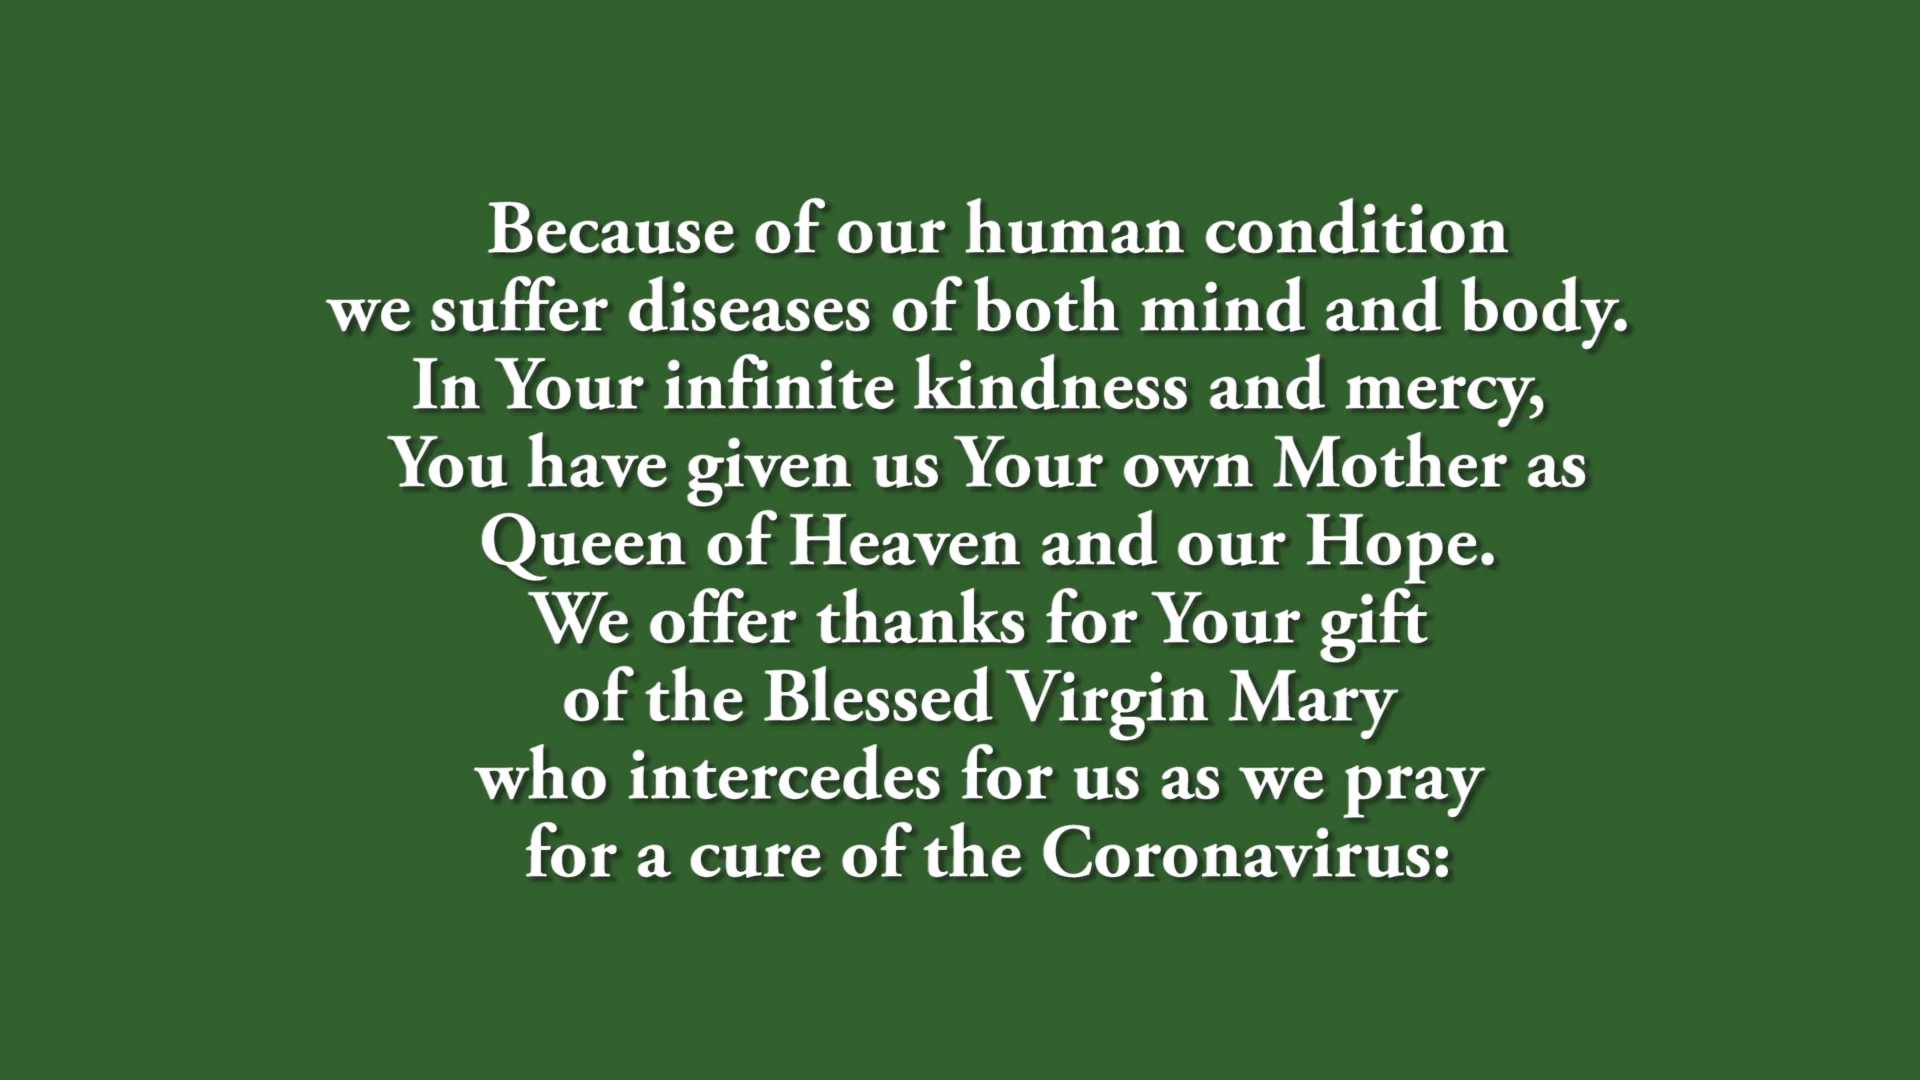 Because of our human condition
we suffer diseases of both mind and body.
In Your infinite kindness and mercy,
You have given us Your own Mother as
Queen of Heaven and our Hope.
We offer thanks for Your gift
of the Blessed Virgin Mary
who intercedes for us as we pray
for a cure of the Coronavirus: